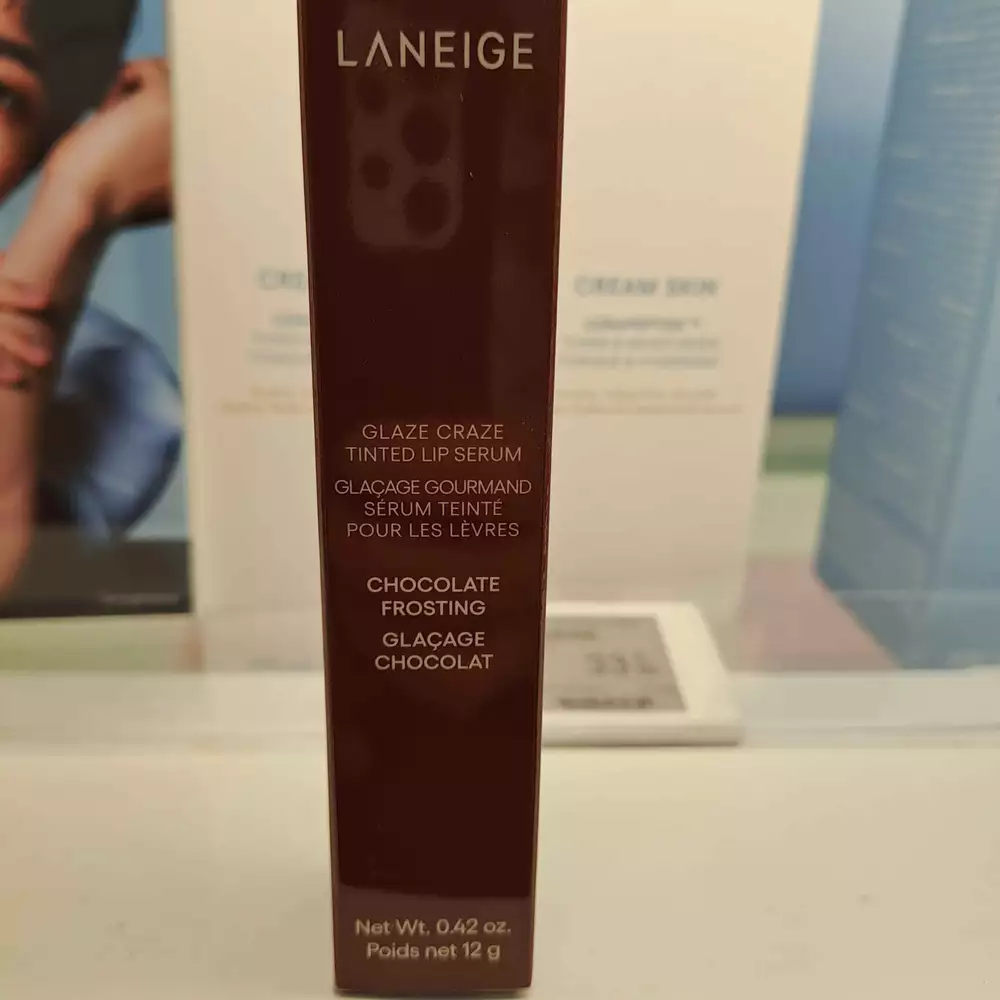 LANEIGE
GLAZE CRAZE
TINTED LIP SERUM
GLAÇAGE GOURMAND
SÉRUM TEINTÉ
POUR LES LÈVRES
CHOCOLATE
FROSTING
GLAÇAGE
CHOCOLAT
Net Wt. 0.42 oz.
Poids net 12 g
CREAM SKIN